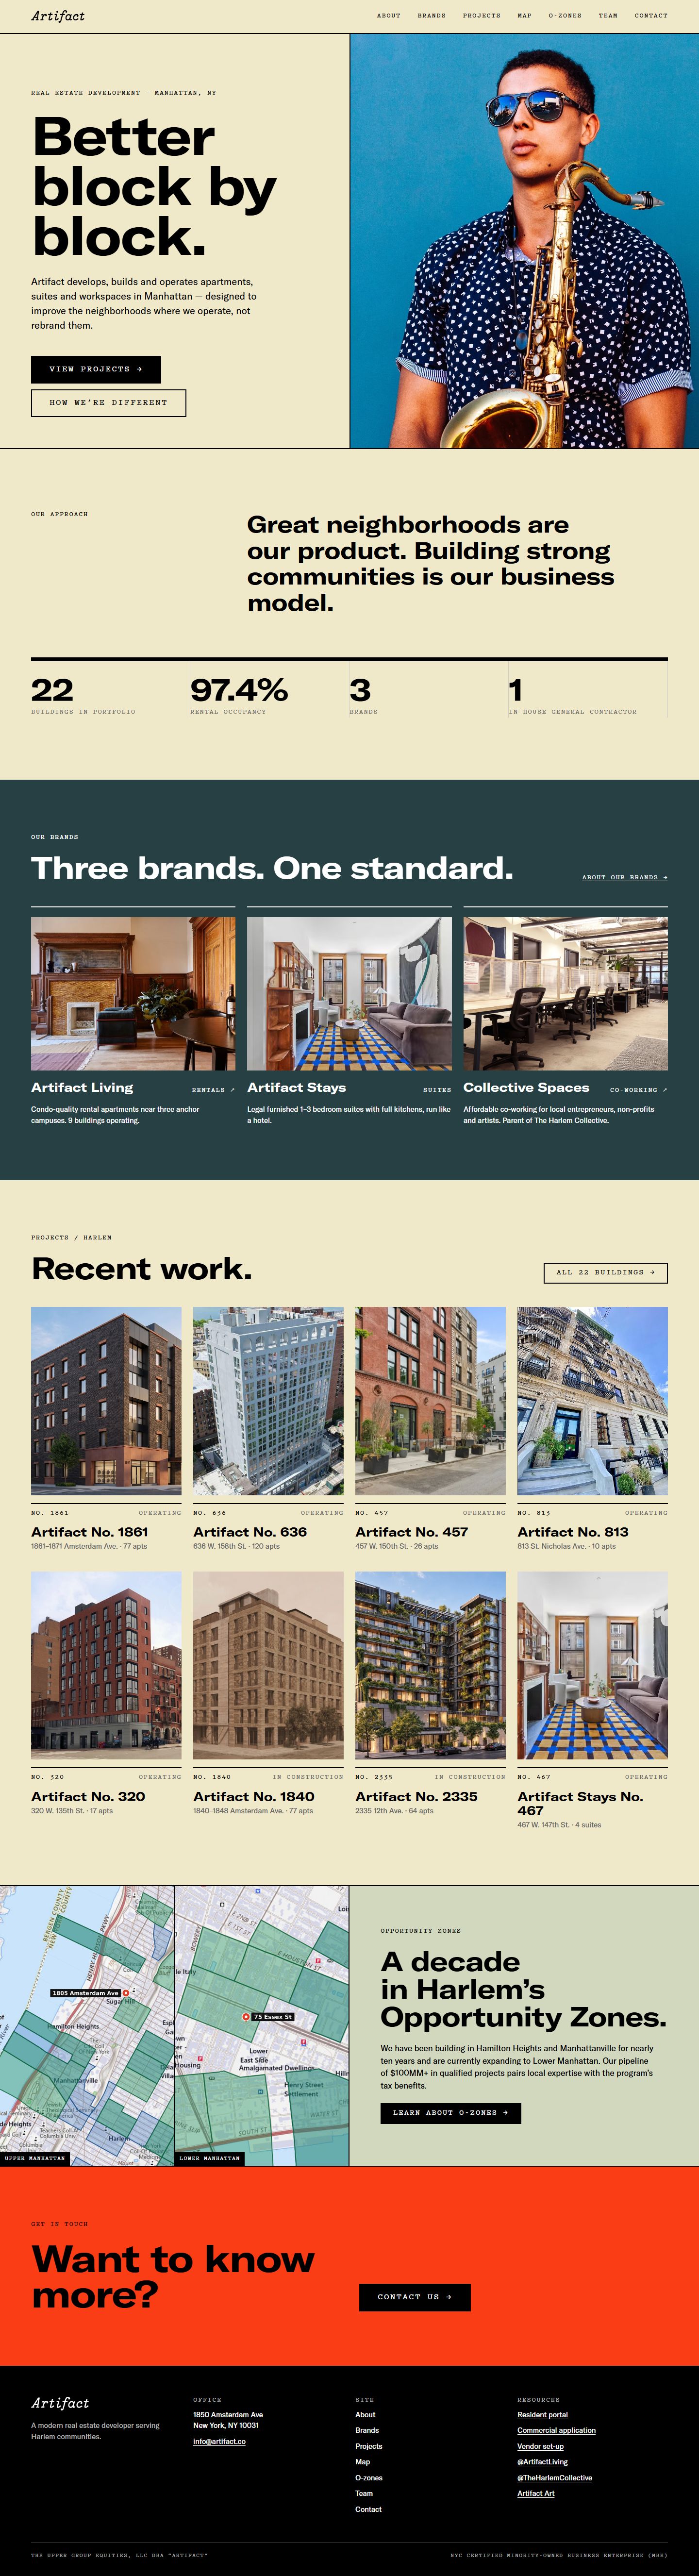 Artifact
ABOUT BRANDS PROJECTS MAP O-ZONES TEAM CONTACT
REAL ESTATE DEVELOPMENT — MANHATTAN, NY
Better
block by
block.
Artifact develops, builds and operates apartments,
suites and workspaces in Manhattan — designed to
improve the neighborhoods where we operate, not
rebrand them.
VIEW PROJECTS →
HOW WE'RE DIFFERENT
OUR APPROACH
Great neighborhoods are
our product. Building strong
communities is our business
model.
22 97.4% 3 1
BUILDINGS IN PORTFOLIO RENTAL OCCUPANCY BRANDS IN-HOUSE GENERAL CONTRACTOR
OUR BRANDS
Three brands. One standard.
ABOUT OUR BRANDS →
Artifact Living RENTALS ↗
Condo-quality rental apartments near three anchor
campuses. 9 buildings operating.
Artifact Stays SUITES
Legal furnished 1–3 bedroom suites with full kitchens, run like
a hotel.
Collective Spaces CO-WORKING ↗
Affordable co-working for local entrepreneurs, non-profits
and artists. Parent of The Harlem Collective.
PROJECTS / HARLEM
Recent work.
ALL 22 BUILDINGS →
NO. 1861 OPERATING
Artifact No. 1861
1861–1871 Amsterdam Ave. · 77 apts
NO. 636 OPERATING
Artifact No. 636
636 W. 158th St. · 120 apts
NO. 457 OPERATING
Artifact No. 457
457 W. 150th St. · 26 apts
NO. 813 OPERATING
Artifact No. 813
813 St. Nicholas Ave. · 10 apts
NO. 320 OPERATING
Artifact No. 320
320 W. 135th St. · 17 apts
NO. 1840 IN CONSTRUCTION
Artifact No. 1840
1840–1848 Amsterdam Ave. · 77 apts
NO. 2335 IN CONSTRUCTION
Artifact No. 2335
2335 12th Ave. · 64 apts
NO. 467 OPERATING
Artifact Stays No.
467
467 W. 147th St. · 4 suites
BERGEN COUNTY
HENRY HUDSON PKWY
1805 Amsterdam Ave
Sugar Hill
Hamilton Heights
Manhattanville
Harlem
UPPER MANHATTAN
BOWERY
E 2ND ST
E 1ST ST
E HOUSTON ST
75 Essex St
Lower
East Side
Amalgamated Dwellings
Henry Street
Settlement
WATER ST
SOUTH ST
LOWER MANHATTAN
OPPORTUNITY ZONES
A decade
in Harlem's
Opportunity Zones.
We have been building in Hamilton Heights and Manhattanville for nearly
ten years and are currently expanding to Lower Manhattan. Our pipeline
of $100MM+ in qualified projects pairs local expertise with the program's
tax benefits.
LEARN ABOUT O-ZONES →
GET IN TOUCH
Want to know
more?
CONTACT US →
Artifact
A modern real estate developer serving
Harlem communities.
OFFICE
1850 Amsterdam Ave
New York, NY 10031
info@artifact.co
SITE
About
Brands
Projects
Map
O-zones
Team
Contact
RESOURCES
Resident portal
Commercial application
Vendor set-up
@ArtifactLiving
@TheHarlemCollective
Artifact Art
THE UPPER GROUP EQUITIES, LLC DBA "ARTIFACT"
NYC CERTIFIED MINORITY-OWNED BUSINESS ENTERPRISE (MBE)